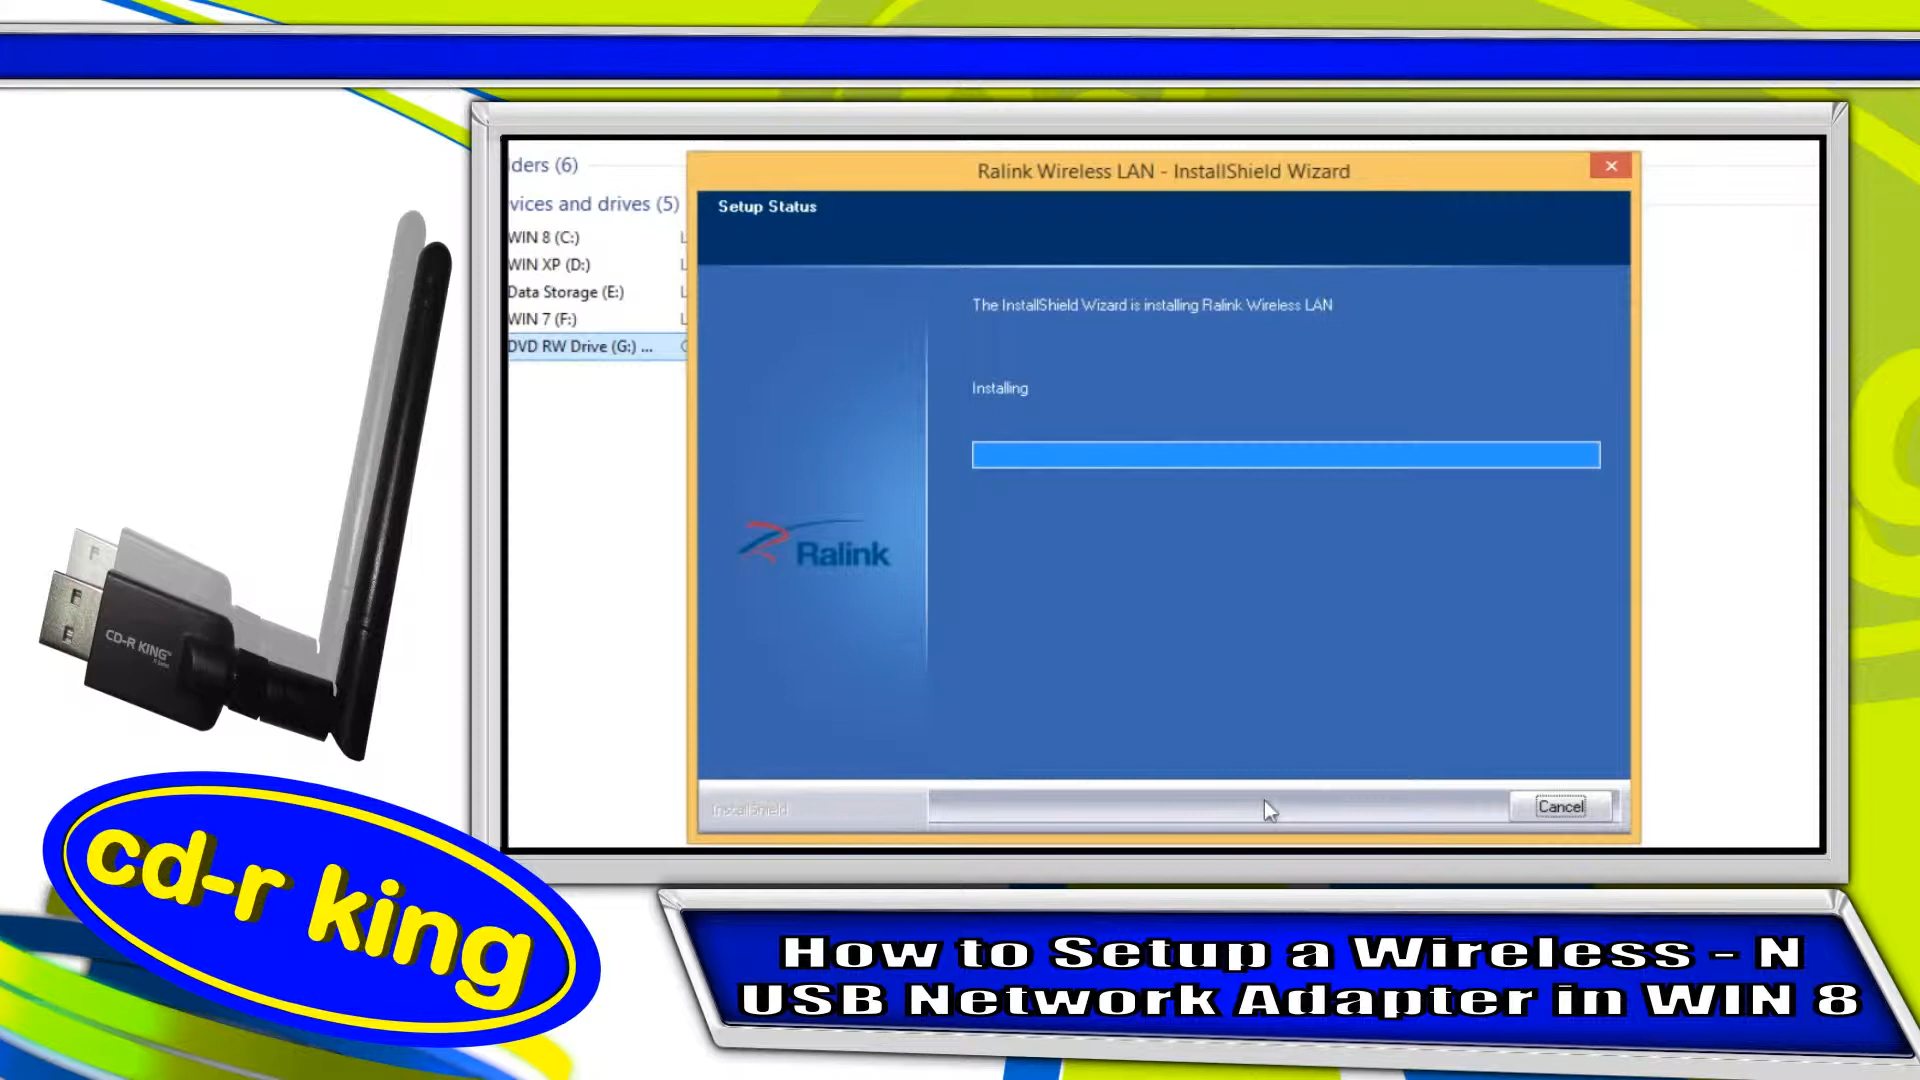 ders (6)
vices and drives (5)
WIN 8 (C:)
WIN XP (D:)
Data Storage (E:)
WIN 7 (F:)
DVD RW Drive (G:) ...
Ralink Wireless LAN - InstallShield Wizard
Setup Status
The InstallShield Wizard is installing Ralink Wireless LAN
Installing
Ralink
InstallShield
Cancel
CD-R KING™
cd-r king
How to Setup a Wireless - N
USB Network Adapter in WIN 8